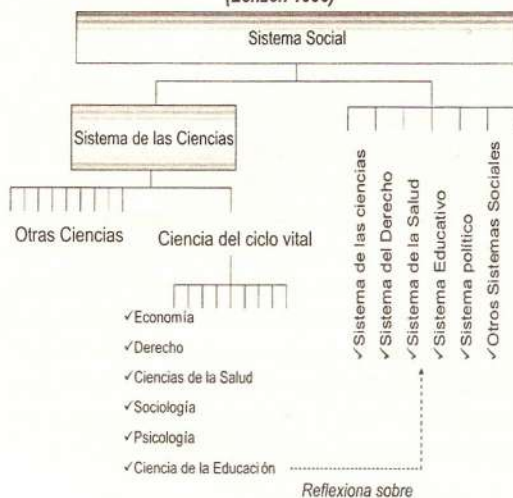 Sistema Social
Sistema de las Ciencias
Otras Ciencias
Ciencia del ciclo vital
✓Economía
✓Derecho
✓Ciencias de la Salud
✓Sociología
✓Psicología
✓Ciencia de la Educación
✓Sistema de las ciencias
✓Sistema del Derecho
✓Sistema de la Salud
✓Sistema Educativo
✓Sistema político
✓Otros Sistemas Sociales
Reflexiona sobre